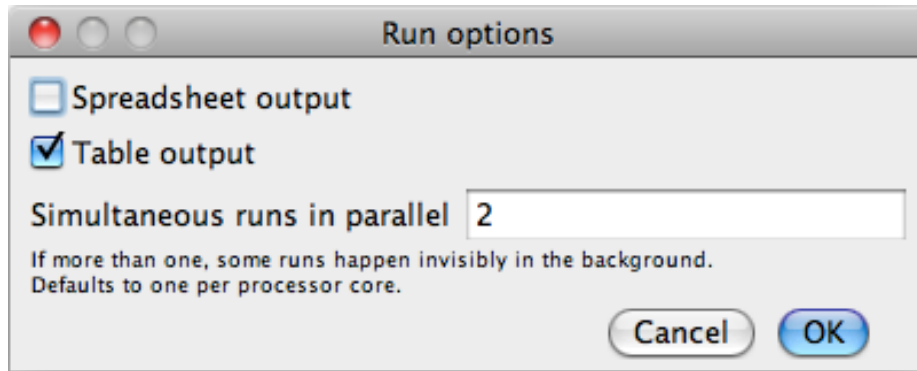 Run options
Spreadsheet output
Table output
Simultaneous runs in parallel 2
If more than one, some runs happen invisibly in the background.
Defaults to one per processor core.
Cancel OK